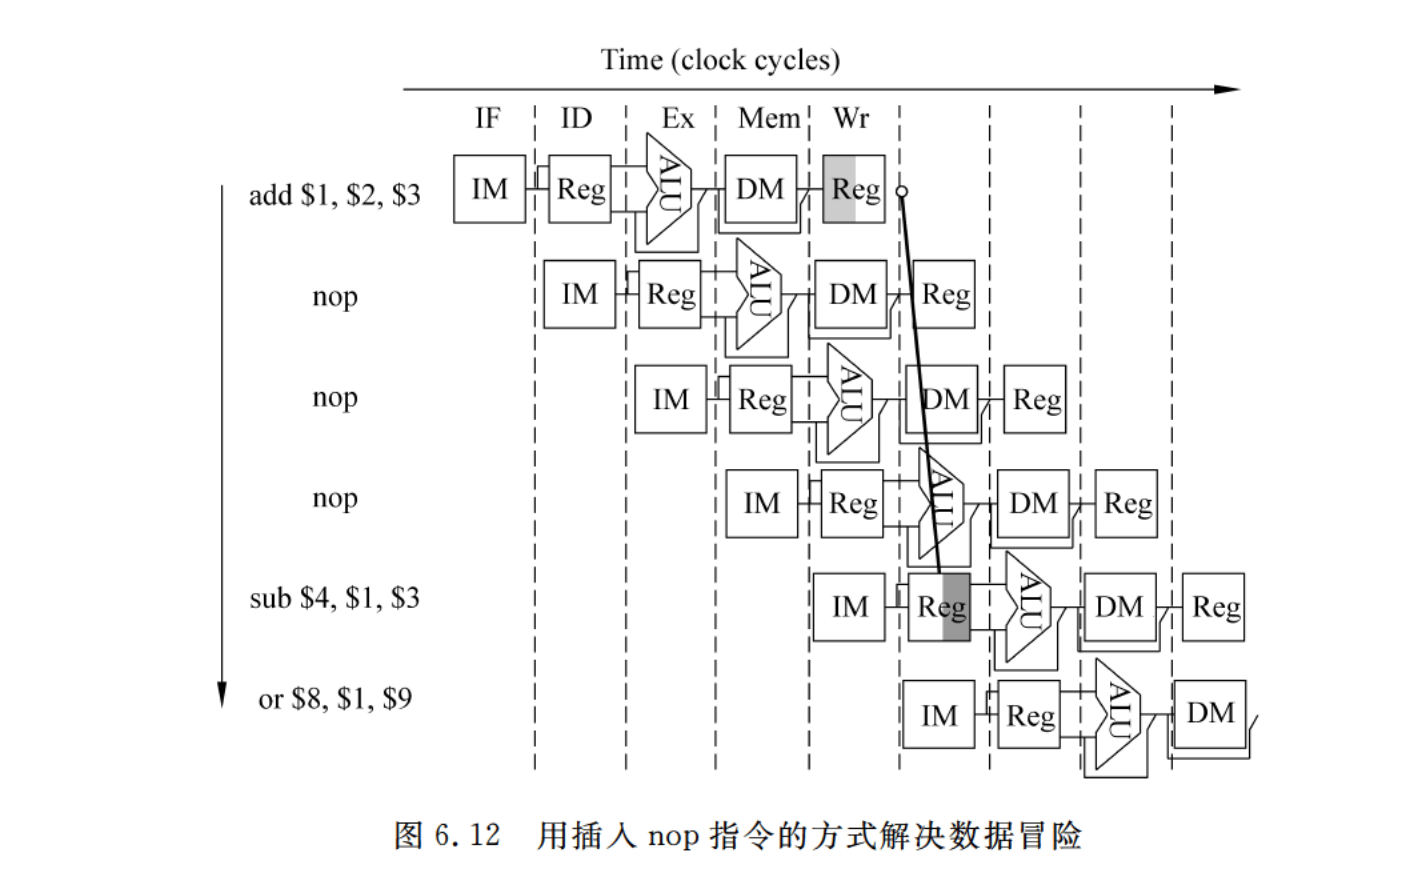 Time (clock cycles)
IF ID Ex Mem Wr
add $1, $2, $3 IM Reg ALU DM Reg
nop IM Reg ALU DM Reg
nop IM Reg ALU DM Reg
nop IM Reg ALU DM Reg
sub $4, $1, $3 IM Reg ALU DM Reg
or $8, $1, $9 IM Reg ALU DM
图 6.12 用插入 nop 指令的方式解决数据冒险